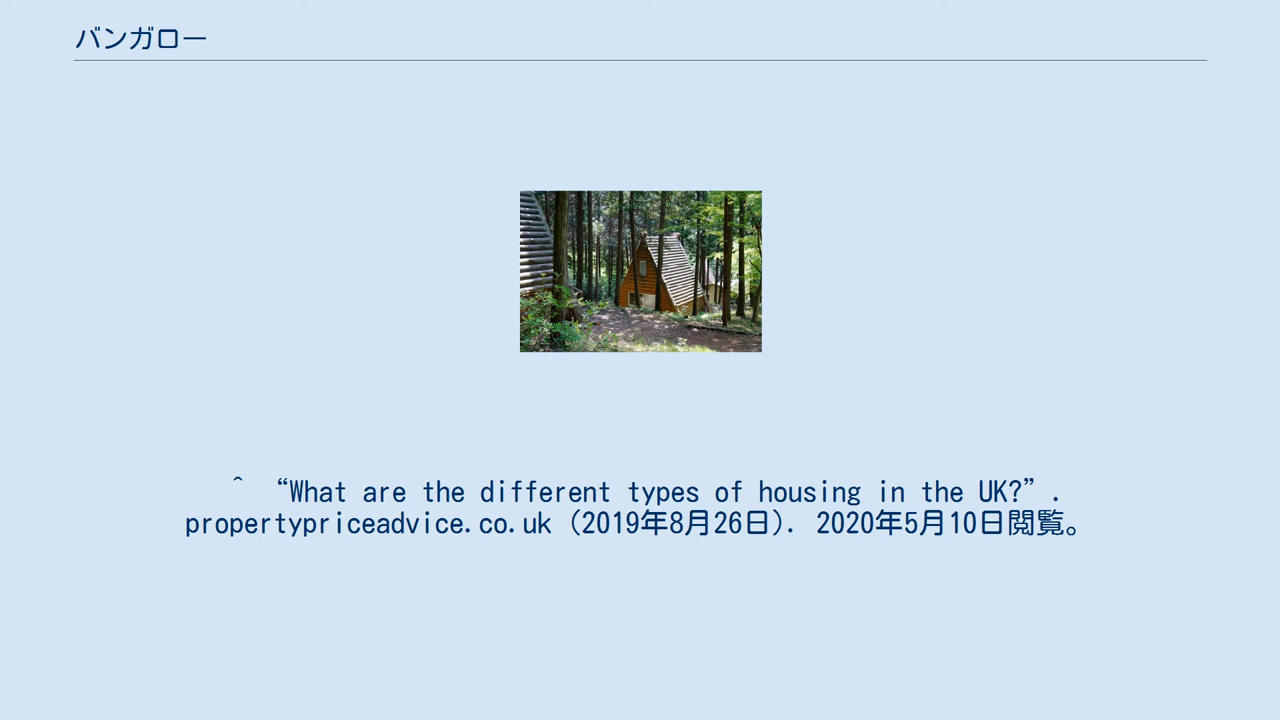 バンガロー
^ “What are the different types of housing in the UK?”.
propertypriceadvice.co.uk (2019年8月26日). 2020年5月10日閲覧。